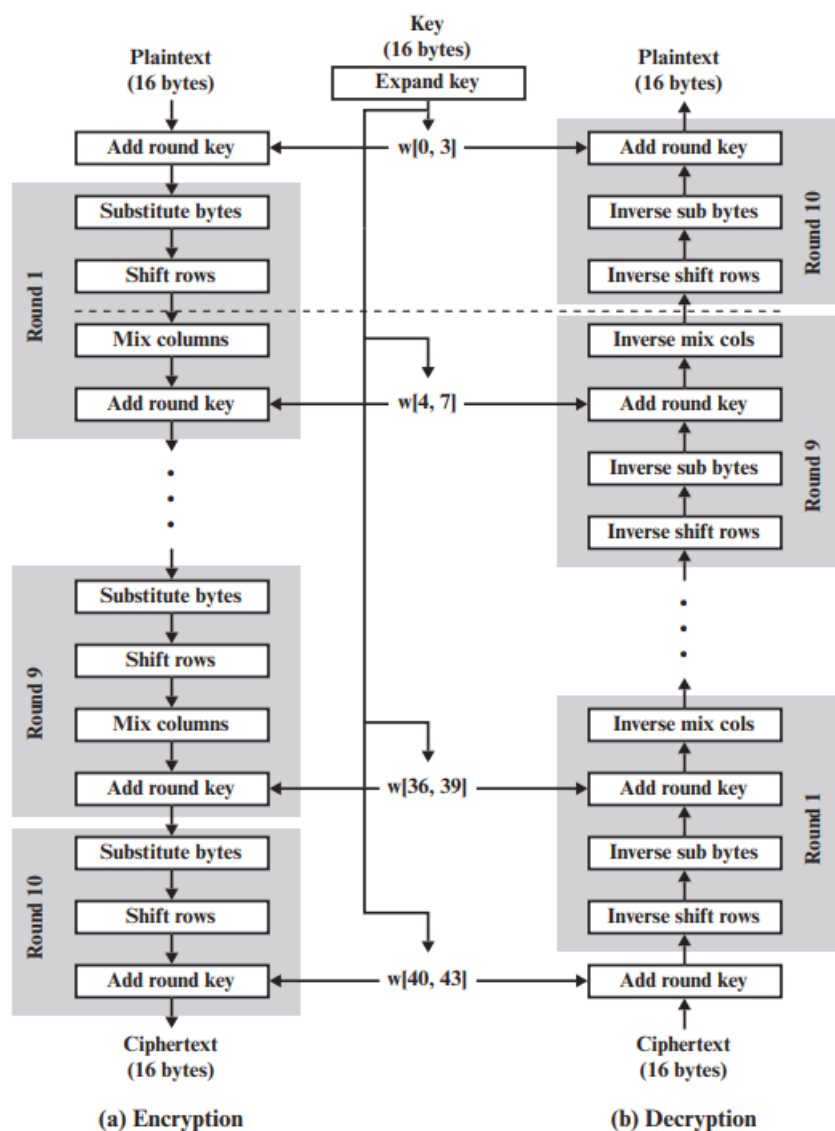 Key
(16 bytes)
Expand key
Plaintext
(16 bytes)
Add round key
Round 1
Substitute bytes
Shift rows
Mix columns
Add round key
Round 9
Substitute bytes
Shift rows
Mix columns
Add round key
Round 10
Substitute bytes
Shift rows
Add round key
Ciphertext
(16 bytes)
(a) Encryption
w[0, 3]
w[4, 7]
w[36, 39]
w[40, 43]
Plaintext
(16 bytes)
Add round key
Inverse sub bytes
Inverse shift rows
Round 10
Inverse mix cols
Add round key
Inverse sub bytes
Inverse shift rows
Round 9
Inverse mix cols
Add round key
Inverse sub bytes
Inverse shift rows
Round 1
Add round key
Ciphertext
(16 bytes)
(b) Decryption